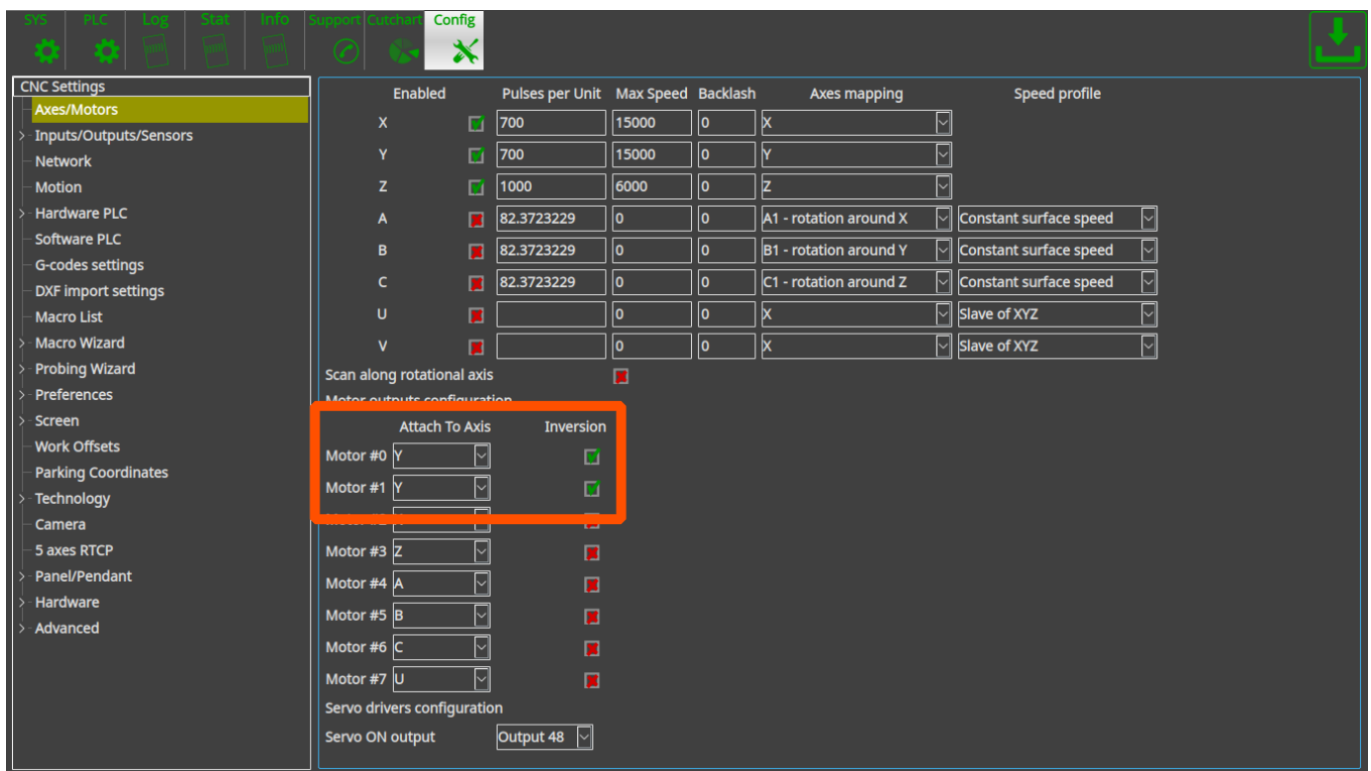 SYS PLC Log Stat Info Support Cutchart Config
CNC Settings
Axes/Motors
Inputs/Outputs/Sensors
Network
Motion
Hardware PLC
Software PLC
G-codes settings
DXF import settings
Macro List
Macro Wizard
Probing Wizard
Preferences
Screen
Work Offsets
Parking Coordinates
Technology
Camera
5 axes RTCP
Panel/Pendant
Hardware
Advanced
Enabled Pulses per Unit Max Speed Backlash Axes mapping Speed profile
X 700 15000 0 X
Y 700 15000 0 Y
Z 1000 6000 0 Z
A 82.3723229 0 0 A1 - rotation around X Constant surface speed
B 82.3723229 0 0 B1 - rotation around Y Constant surface speed
C 82.3723229 0 0 C1 - rotation around Z Constant surface speed
U 0 0 X Slave of XYZ
V 0 0 X Slave of XYZ
Scan along rotational axis
Motor outputs configuration
Attach To Axis Inversion
Motor #0 Y
Motor #1 Y
Motor #3 Z
Motor #4 A
Motor #5 B
Motor #6 C
Motor #7 U
Servo drivers configuration
Servo ON output Output 48